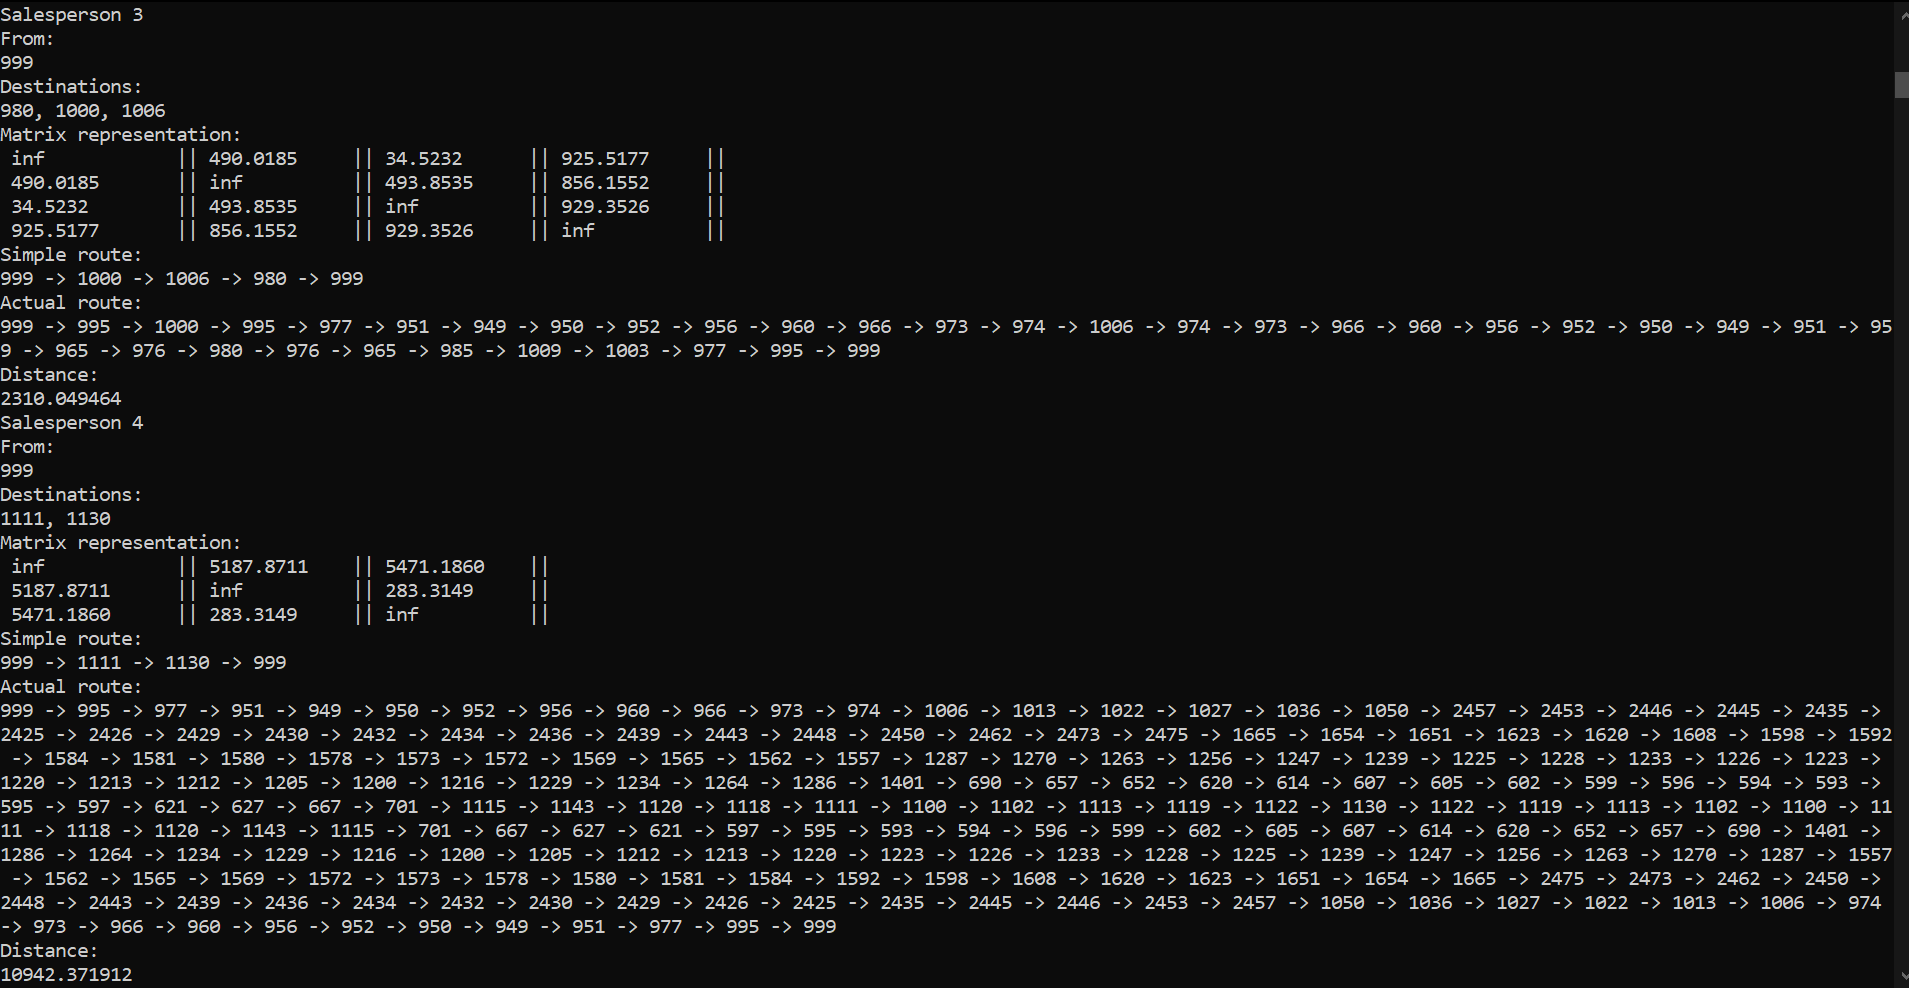 Salesperson 3
From:
999
Destinations:
980, 1000, 1006
Matrix representation:
 inf            || 490.0185     || 34.5232      || 925.5177     ||
 490.0185       || inf          || 493.8535     || 856.1552     ||
 34.5232        || 493.8535     || inf          || 929.3526     ||
 925.5177       || 856.1552     || 929.3526     || inf          ||
Simple route:
999 -> 1000 -> 1006 -> 980 -> 999
Actual route:
999 -> 995 -> 1000 -> 995 -> 977 -> 951 -> 949 -> 950 -> 952 -> 956 -> 960 -> 966 -> 973 -> 974 -> 1006 -> 974 -> 973 -> 966 -> 960 -> 956 -> 952 -> 950 -> 949 -> 951 -> 95
9 -> 965 -> 976 -> 980 -> 976 -> 965 -> 985 -> 1009 -> 1003 -> 977 -> 995 -> 999
Distance:
2310.049464
Salesperson 4
From:
999
Destinations:
1111, 1130
Matrix representation:
 inf            || 5187.8711    || 5471.1860    ||
 5187.8711      || inf          || 283.3149     ||
 5471.1860      || 283.3149     || inf          ||
Simple route:
999 -> 1111 -> 1130 -> 999
Actual route:
999 -> 995 -> 977 -> 951 -> 949 -> 950 -> 952 -> 956 -> 960 -> 966 -> 973 -> 974 -> 1006 -> 1013 -> 1022 -> 1027 -> 1036 -> 1050 -> 2457 -> 2453 -> 2446 -> 2445 -> 2435 ->
2425 -> 2426 -> 2429 -> 2430 -> 2432 -> 2434 -> 2436 -> 2439 -> 2443 -> 2448 -> 2450 -> 2462 -> 2473 -> 2475 -> 1665 -> 1654 -> 1651 -> 1623 -> 1620 -> 1608 -> 1598 -> 1592
 -> 1584 -> 1581 -> 1580 -> 1578 -> 1573 -> 1572 -> 1569 -> 1565 -> 1562 -> 1557 -> 1287 -> 1270 -> 1263 -> 1256 -> 1247 -> 1239 -> 1225 -> 1228 -> 1233 -> 1226 -> 1223 ->
1220 -> 1213 -> 1212 -> 1205 -> 1200 -> 1216 -> 1229 -> 1234 -> 1264 -> 1286 -> 1401 -> 690 -> 657 -> 652 -> 620 -> 614 -> 607 -> 605 -> 602 -> 599 -> 596 -> 594 -> 593 ->
595 -> 597 -> 621 -> 627 -> 667 -> 701 -> 1115 -> 1143 -> 1120 -> 1118 -> 1111 -> 1100 -> 1102 -> 1113 -> 1119 -> 1122 -> 1130 -> 1122 -> 1119 -> 1113 -> 1102 -> 1100 -> 11
11 -> 1118 -> 1120 -> 1143 -> 1115 -> 701 -> 667 -> 627 -> 621 -> 597 -> 595 -> 593 -> 594 -> 596 -> 599 -> 602 -> 605 -> 607 -> 614 -> 620 -> 652 -> 657 -> 690 -> 1401 ->
1286 -> 1264 -> 1234 -> 1229 -> 1216 -> 1200 -> 1205 -> 1212 -> 1213 -> 1220 -> 1223 -> 1226 -> 1233 -> 1228 -> 1225 -> 1239 -> 1247 -> 1256 -> 1263 -> 1270 -> 1287 -> 1557
 -> 1562 -> 1565 -> 1569 -> 1572 -> 1573 -> 1578 -> 1580 -> 1581 -> 1584 -> 1592 -> 1598 -> 1608 -> 1620 -> 1623 -> 1651 -> 1654 -> 1665 -> 2475 -> 2473 -> 2462 -> 2450 ->
2448 -> 2443 -> 2439 -> 2436 -> 2434 -> 2432 -> 2430 -> 2429 -> 2426 -> 2425 -> 2435 -> 2445 -> 2446 -> 2453 -> 2457 -> 1050 -> 1036 -> 1027 -> 1022 -> 1013 -> 1006 -> 974
-> 973 -> 966 -> 960 -> 956 -> 952 -> 950 -> 949 -> 951 -> 977 -> 995 -> 999
Distance:
10942.371912